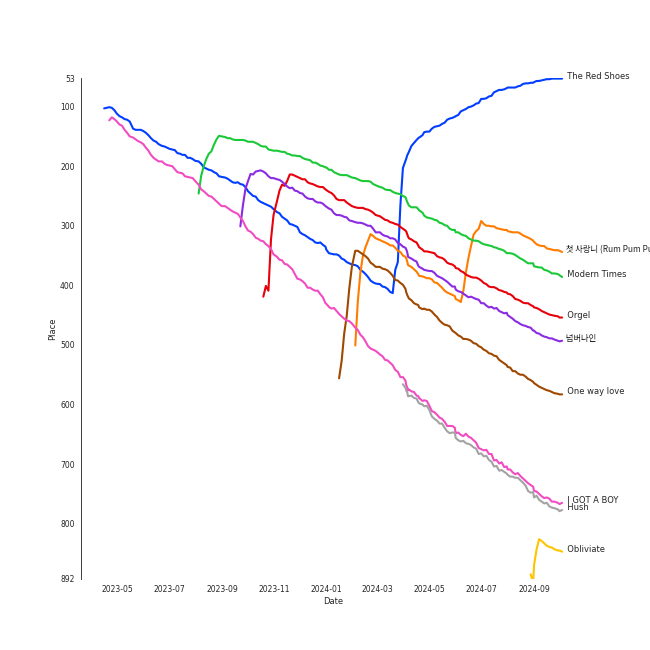 53
100
200
300
400
500
600
700
800
892
Place
2023-05
2023-07
2023-09
2023-11
2024-01
2024-03
2024-05
2024-07
2024-09
Date
The Red Shoes
첫 사랑니 (Rum Pum
Modern Times
Orgel
넘버나인
One way love
I GOT A BOY
Hush
Obliviate